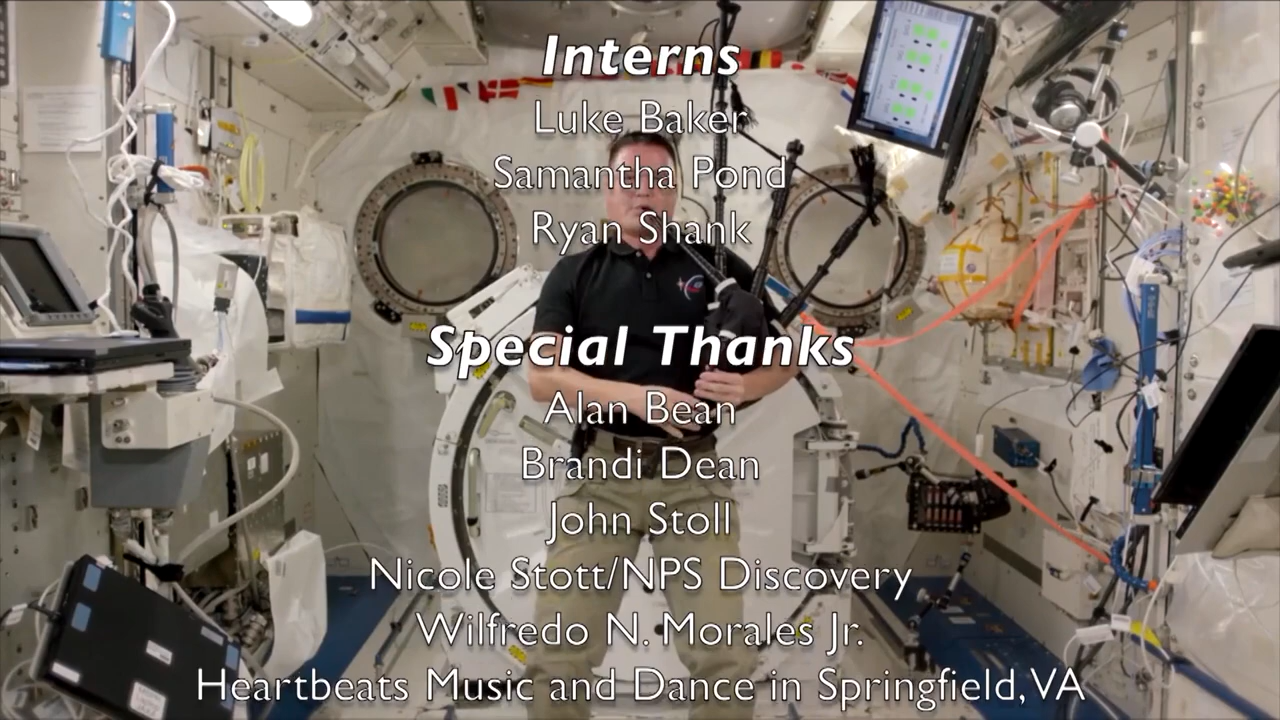 Interns
Luke Baker
Samantha Pond
Ryan Shank
Special Thanks
Alan Bean
Brandi Dean
John Stoll
Nicole Stott/NPS Discovery
Wilfredo N. Morales Jr.
Heartbeats Music and Dance in Springfield, VA